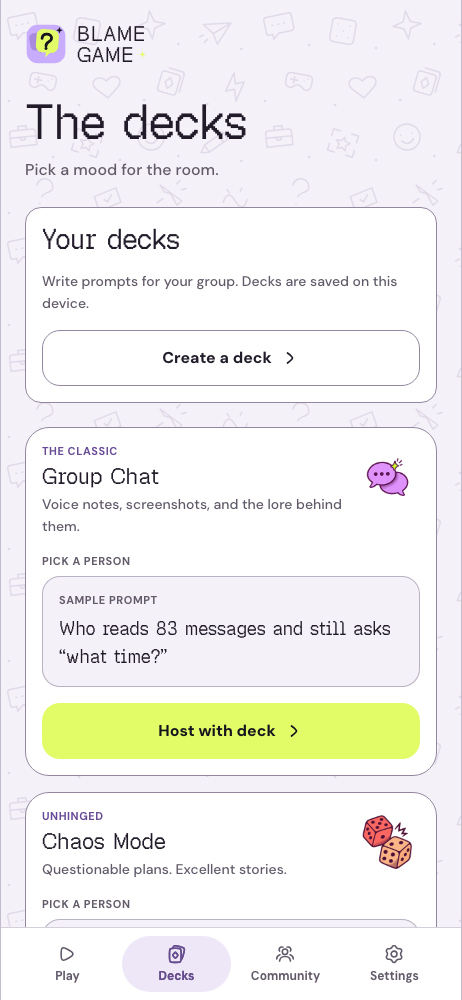 BLAME
GAME
The decks
Pick a mood for the room.
Your decks
Write prompts for your group. Decks are saved on this
device.
Create a deck
THE CLASSIC
Group Chat
Voice notes, screenshots, and the lore behind
them.
PICK A PERSON
SAMPLE PROMPT
Who reads 83 messages and still asks
“what time?”
Host with deck
UNHINGED
Chaos Mode
Questionable plans. Excellent stories.
PICK A PERSON
Play
Decks
Community
Settings